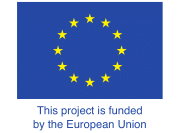 This project is funded
by the European Union